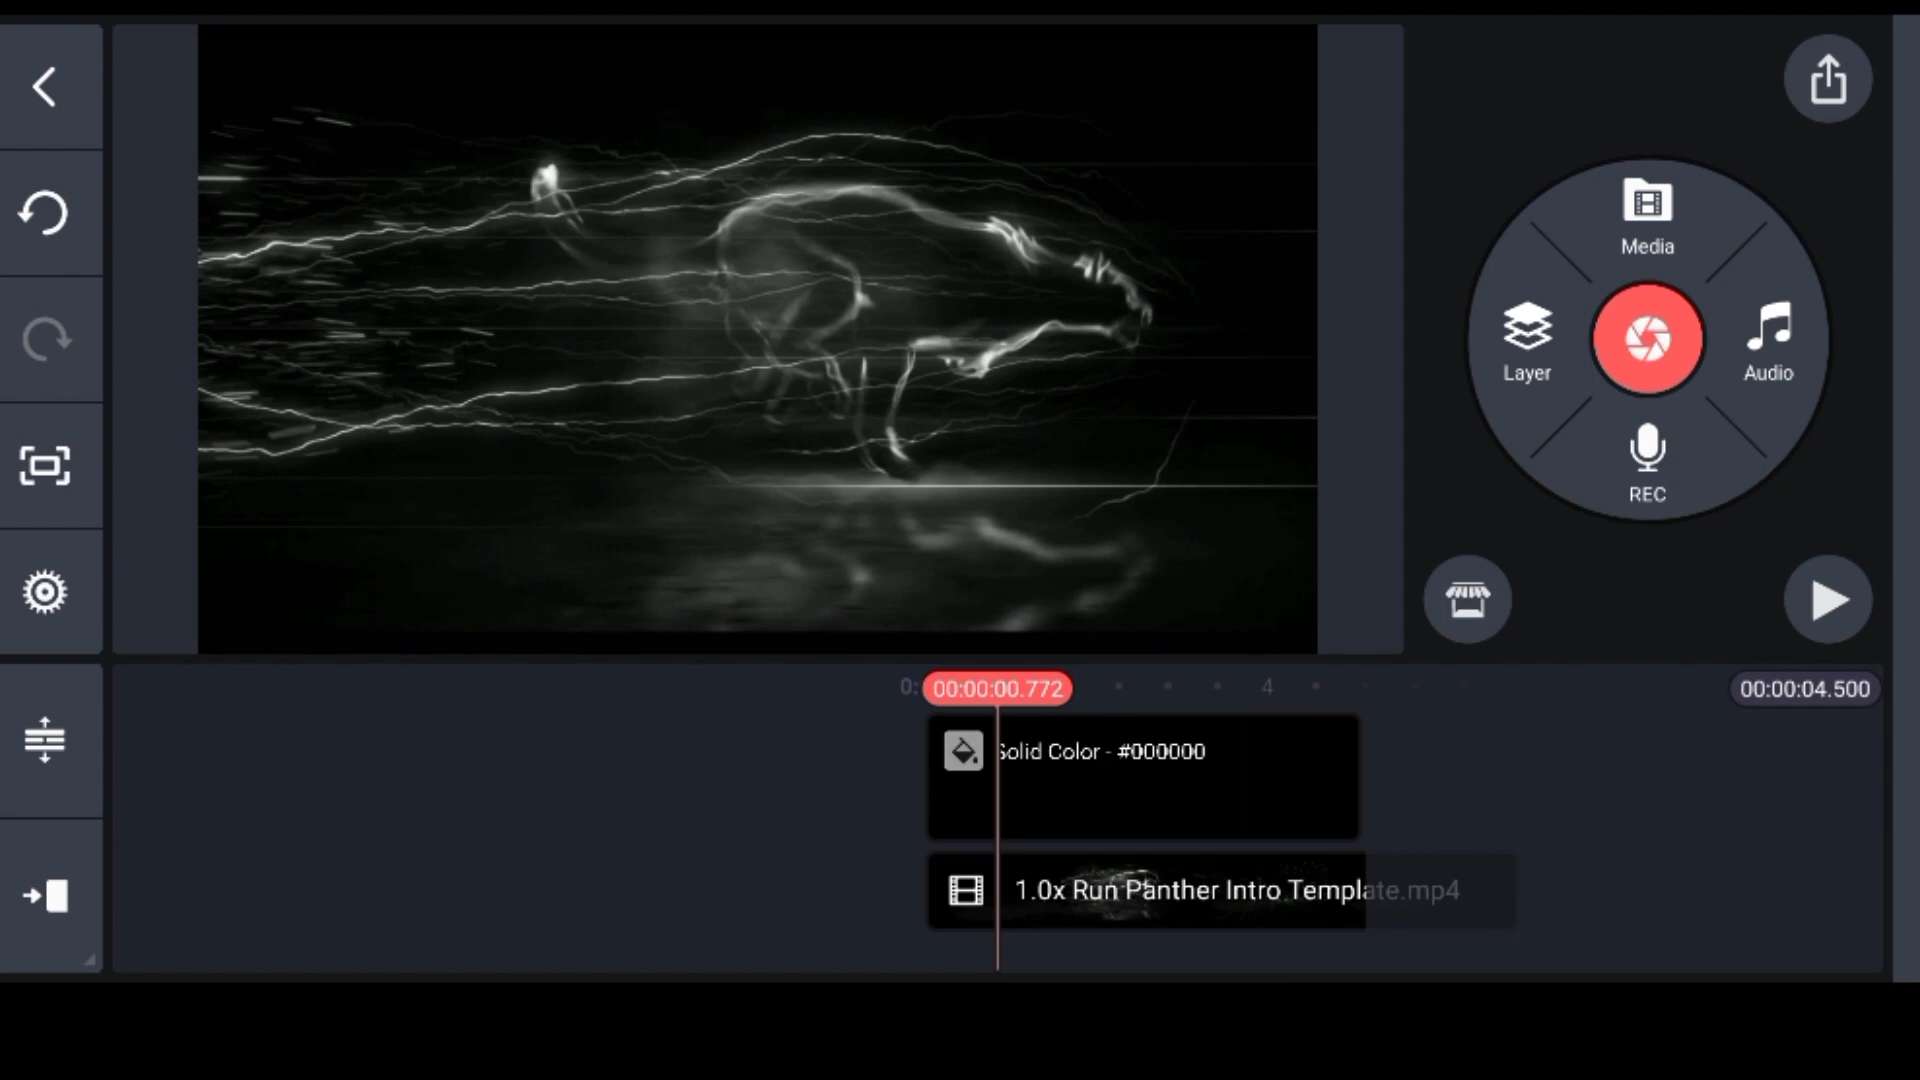 Media
Layer
Audio
REC
0:
00:00:00.772
4
00:00:04.500
Solid Color - #000000
1.0x Run Panther Intro Template.mp4